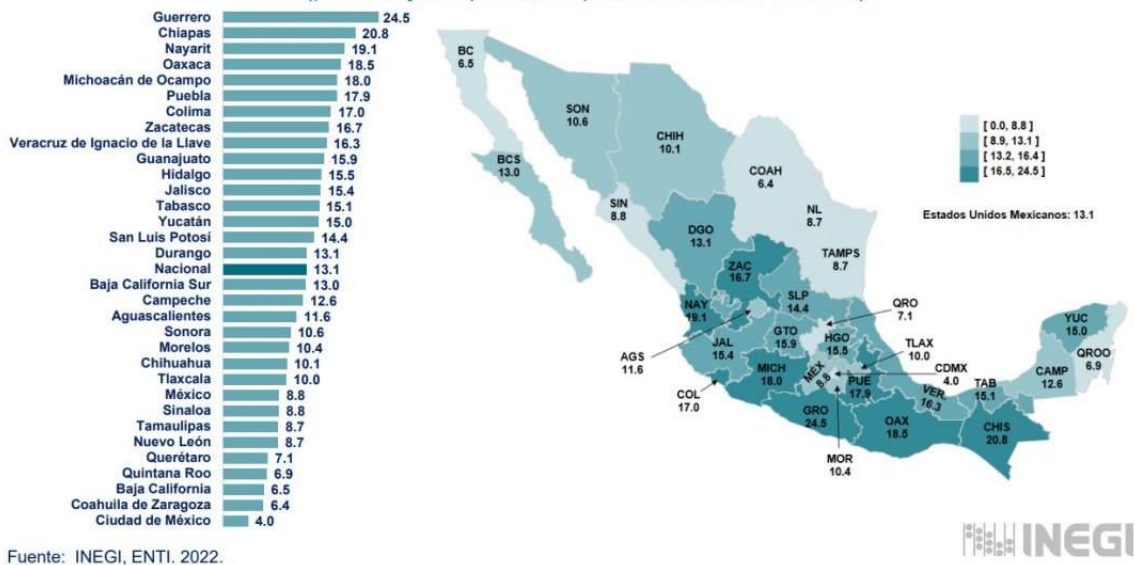 Guerrero 24.5
Chiapas 20.8
Nayarit 19.1
Oaxaca 18.5
Michoacán de Ocampo 18.0
Puebla 17.9
Colima 17.0
Zacatecas 16.7
Veracruz de Ignacio de la Llave 16.3
Guanajuato 15.9
Hidalgo 15.5
Jalisco 15.4
Tabasco 15.1
Yucatán 15.0
San Luis Potosí 14.4
Durango 13.1
Nacional 13.1
Baja California Sur 13.0
Campeche 12.6
Aguascalientes 11.6
Sonora 10.6
Morelos 10.4
Chihuahua 10.1
Tlaxcala 10.0
México 8.8
Sinaloa 8.8
Tamaulipas 8.7
Nuevo León 8.7
Querétaro 7.1
Quintana Roo 6.9
Baja California 6.5
Coahuila de Zaragoza 6.4
Ciudad de México 4.0
BC
6.5
SON
10.6
CHIH
10.1
BCS
13.0
COAH
6.4
SIN
8.8
NL
8.7
DGO
13.1
TAMPS
8.7
ZAC
16.7
NAY
19.1
SLP
14.4
QRO
7.1
AGS
11.6
JAL
15.4
GTO
15.9
HGO
15.5
TLAX
10.0
COL
17.0
MICH
18.0
MÉX
8.8
CDMX
4.0
PUE
17.9
VER.
16.3
TAB
15.1
YUC
15.0
QROO
6.9
CAMP
12.6
GRO
24.5
MOR
10.4
OAX
18.5
CHIS
20.8
[ 0.0, 8.8 ]
[ 8.9, 13.1 ]
[ 13.2, 16.4 ]
[ 16.5, 24.5 ]
Estados Unidos Mexicanos: 13.1
INEGI
Fuente: INEGI, ENTI. 2022.